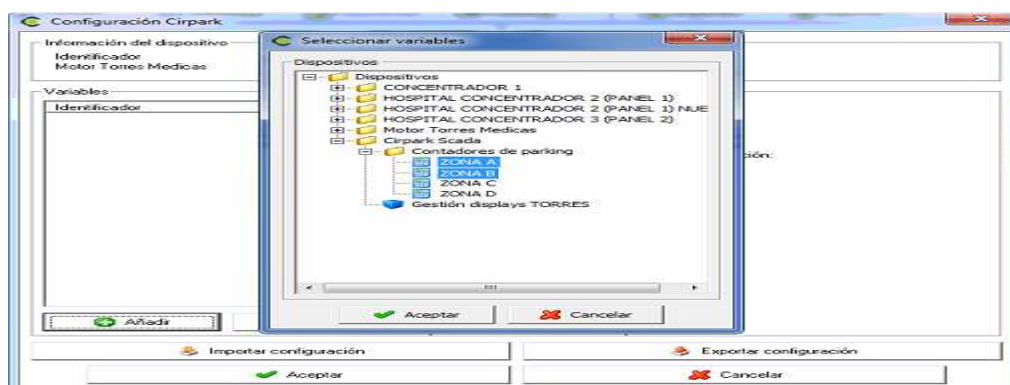 Configuración Cirpark
Información del dispositivo
Identificador
Motor Torres Medicas
Variables
Identificador
Seleccionar variables
Dispositivos
Dispositivos
CONCENTRADOR 1
HOSPITAL CONCENTRADOR 2 (PANEL 1)
HOSPITAL CONCENTRADOR 2 (PANEL 1) NUE
HOSPITAL CONCENTRADOR 3 (PANEL 2)
Motor Torres Medicas
Cirpark Scada
Contadores de parking
ZONA A
ZONA B
ZONA C
ZONA D
Gestión displays TORRES
Aceptar
Cancelar
ión:
Añadir
Importar configuración
Exportar configuración
Aceptar
Cancelar